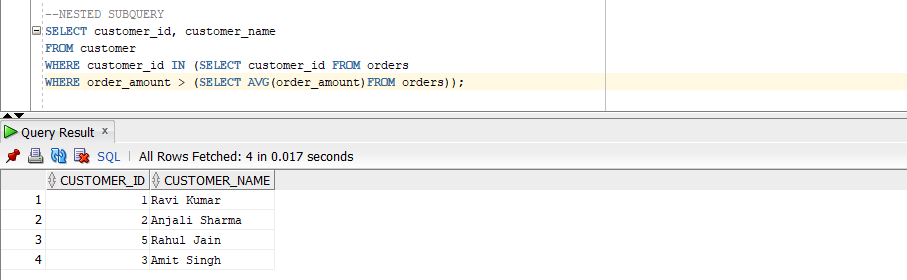 --NESTED SUBQUERY
SELECT customer_id, customer_name
FROM customer
WHERE customer_id IN (SELECT customer_id FROM orders
WHERE order_amount > (SELECT AVG(order_amount)FROM orders));
Query Result x
SQL | All Rows Fetched: 4 in 0.017 seconds
CUSTOMER_ID CUSTOMER_NAME
1 1 Ravi Kumar
2 2 Anjali Sharma
3 5 Rahul Jain
4 3 Amit Singh